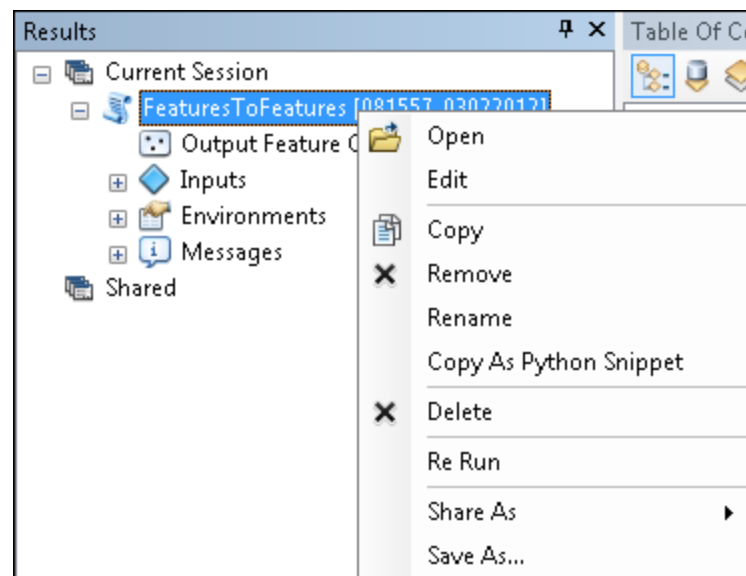 Results
Table Of Co
Current Session
FeaturesToFeatures [081557_03022012]
Output Feature C
Inputs
Environments
Messages
Shared
Open
Edit
Copy
Remove
Rename
Copy As Python Snippet
Delete
Re Run
Share As
Save As...